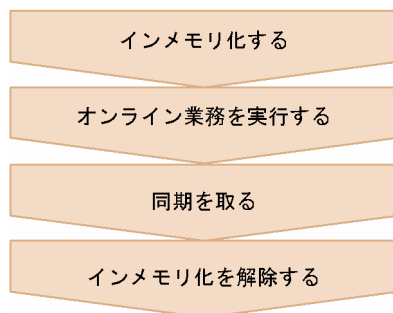 インメモリ化する
オンライン業務を実行する
同期を取る
インメモリ化を解除する